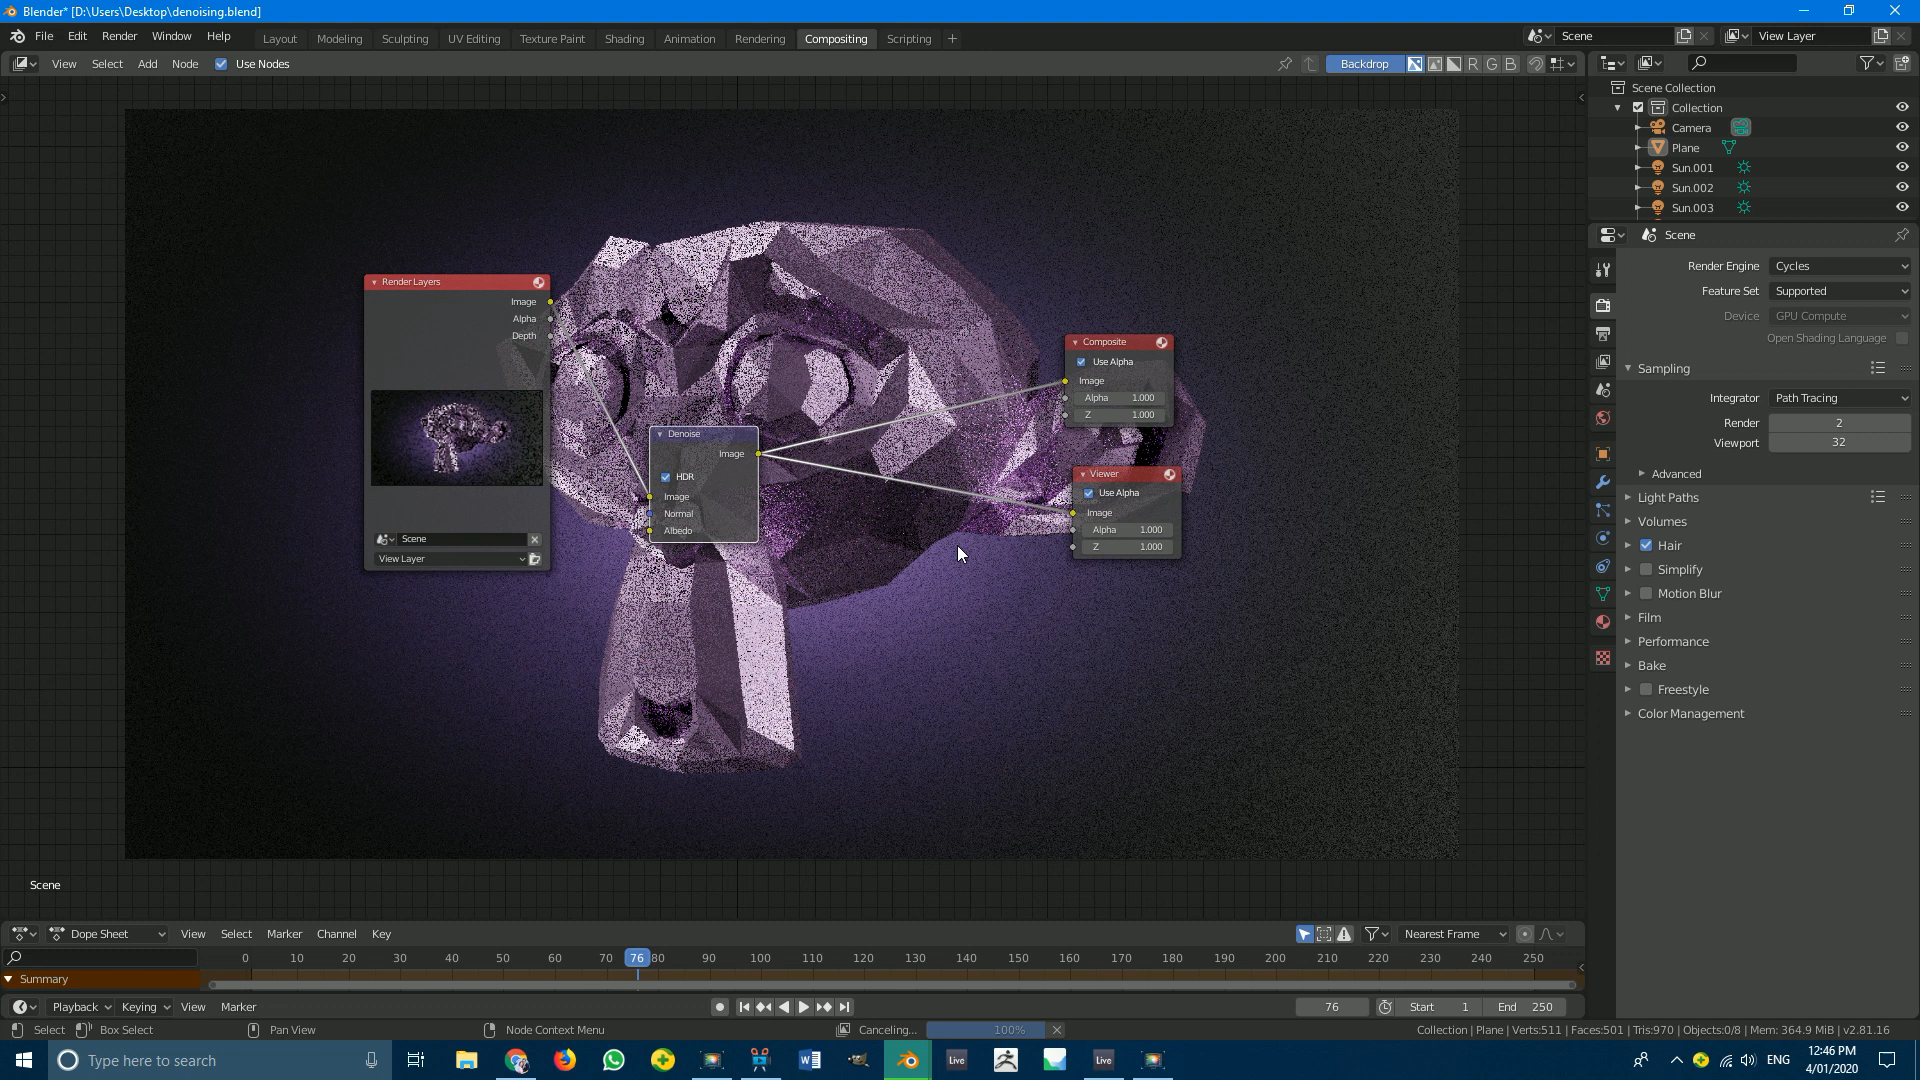 Blender* [D:\Users\Desktop\denoising.blend]
File Edit Render Window Help
Layout Modeling Sculpting UV Editing Texture Paint Shading Animation Rendering Compositing Scripting
Scene
View Layer
View Select Add Node Use Nodes
Backdrop R G B
Scene Collection
Collection
Camera
Plane
Sun.001
Sun.002
Sun.003
Render Layers
Image
Alpha
Depth
Scene
View Layer
Denoise
Image
HDR
Image
Normal
Albedo
Composite
Use Alpha
Image
Alpha 1.000
Z 1.000
Viewer
Use Alpha
Image
Alpha 1.000
Z 1.000
Scene
Scene
Render Engine Cycles
Feature Set Supported
Device GPU Compute
Open Shading Language
Sampling
Integrator Path Tracing
Render 2
Viewport 32
Advanced
Light Paths
Volumes
Hair
Simplify
Motion Blur
Film
Performance
Bake
Freestyle
Color Management
Dope Sheet View Select Marker Channel Key Nearest Frame
0 10 20 30 40 50 60 70 76 80 90 100 110 120 130 140 150 160 170 180 190 200 210 220 230 240 250
Summary
Playback Keying View Marker 76 Start 1 End 250
Select Box Select Pan View Node Context Menu Canceling... 100% Collection | Plane | Verts:511 | Faces:501 | Tris:970 | Objects:0/8 | Mem: 364.9 MiB | v2.81.16
Type here to search
Live
Live
ENG
12:46 PM
4/01/2020